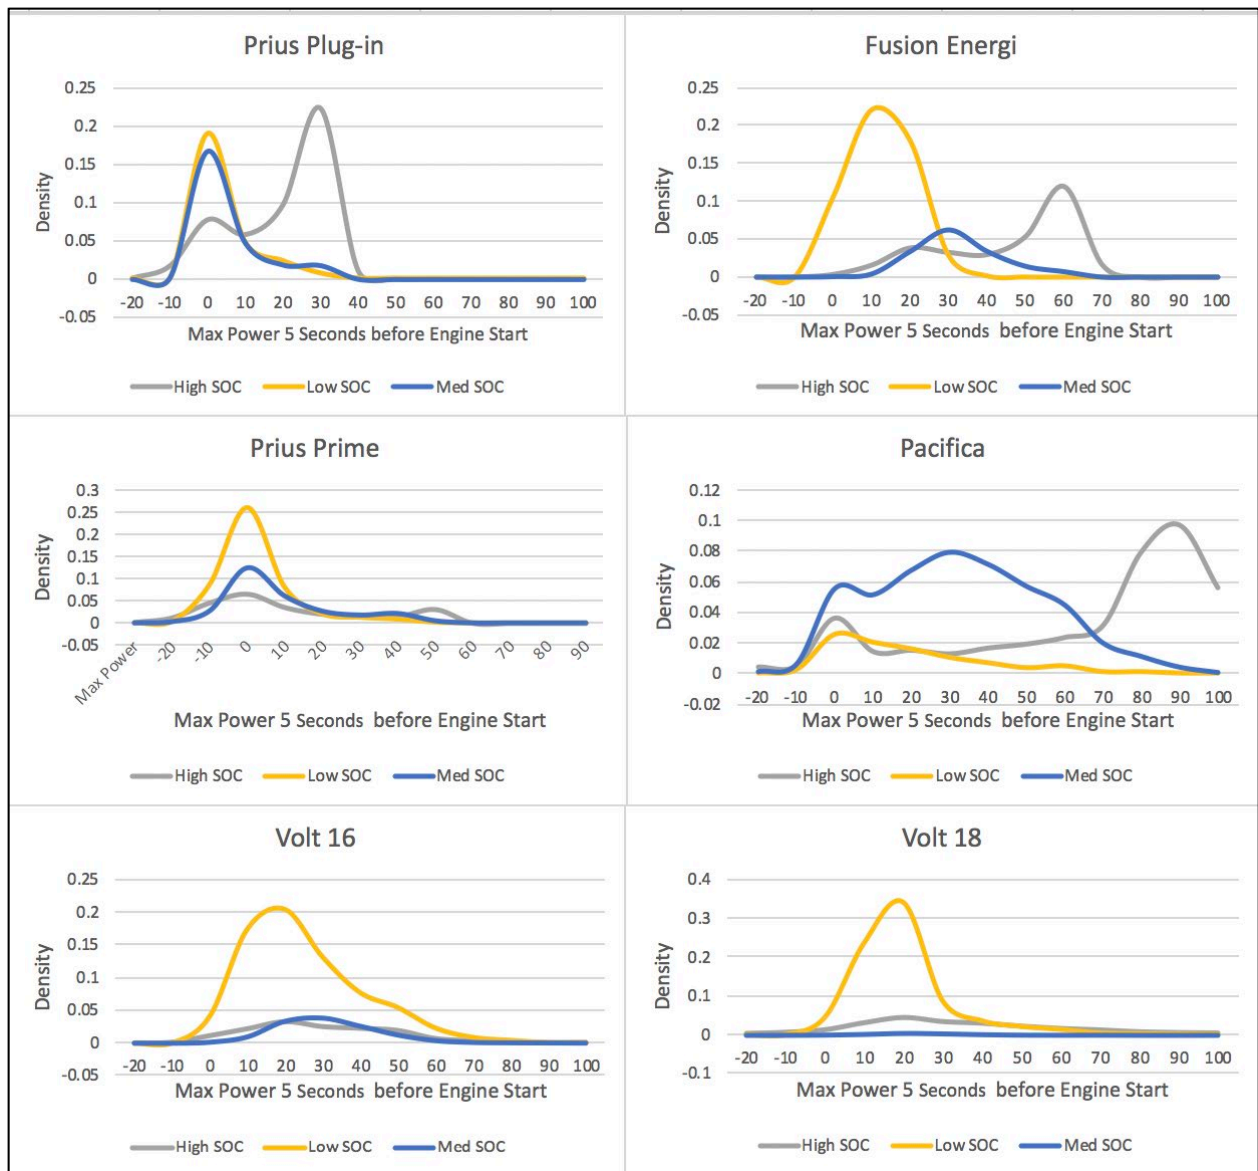 Prius Plug-in
0.25
0.2
0.15
0.1
0.05
0
-0.05
Density
-20 -10 0 10 20 30 40 50 60 70 80 90 100
Max Power 5 Seconds before Engine Start
High SOC Low SOC Med SOC
Fusion Energi
0.25
0.2
0.15
0.1
0.05
0
-0.05
Density
-20 -10 0 10 20 30 40 50 60 70 80 90 100
Max Power 5 Seconds before Engine Start
High SOC Low SOC Med SOC
Prius Prime
0.3
0.25
0.2
0.15
0.1
0.05
0
-0.05
Density
Max Power -20 -10 0 10 20 30 40 50 60 70 80 90
Max Power 5 Seconds before Engine Start
High SOC Low SOC Med SOC
Pacifica
0.12
0.1
0.08
0.06
0.04
0.02
0
-0.02
Density
-20 -10 0 10 20 30 40 50 60 70 80 90 100
Max Power 5 Seconds before Engine Start
High SOC Low SOC Med SOC
Volt 16
0.25
0.2
0.15
0.1
0.05
0
-0.05
Density
-20 -10 0 10 20 30 40 50 60 70 80 90 100
Max Power 5 Seconds before Engine Start
High SOC Low SOC Med SOC
Volt 18
0.4
0.3
0.2
0.1
0
-0.1
Density
-20 -10 0 10 20 30 40 50 60 70 80 90 100
Max Power 5 Seconds before Engine Start
High SOC Low SOC Med SOC